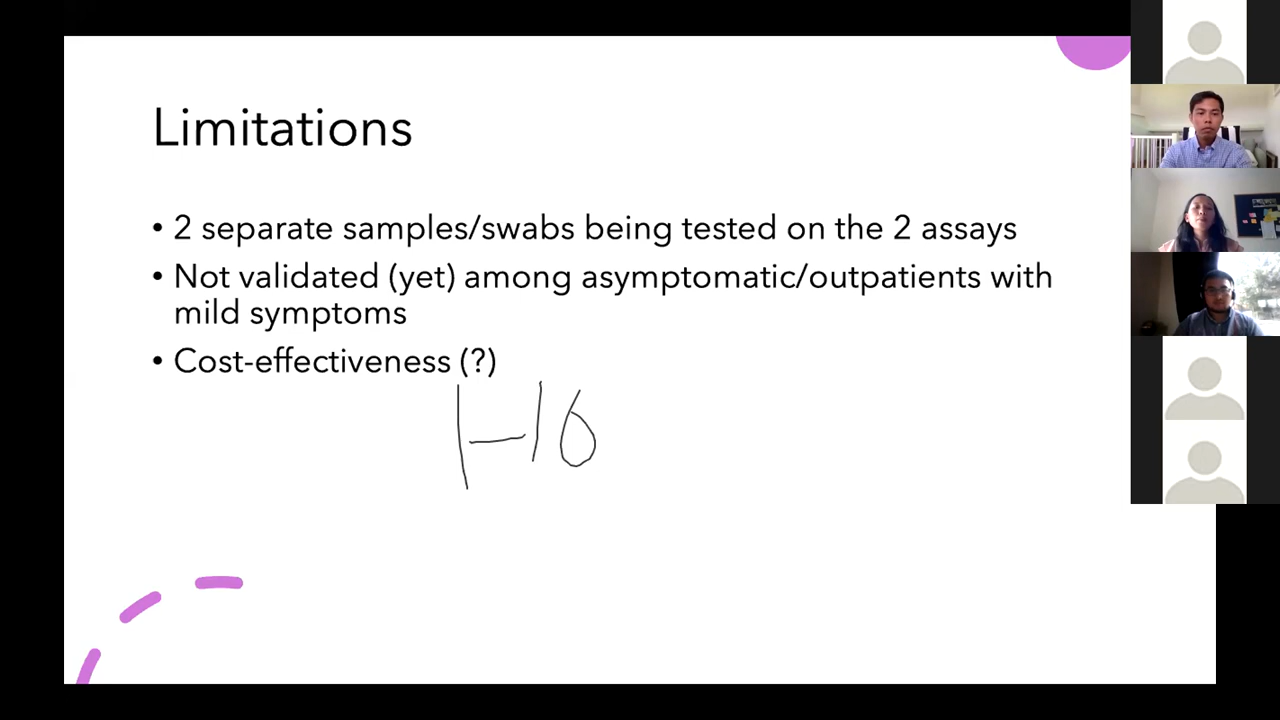 Limitations
• 2 separate samples/swabs being tested on the 2 assays
• Not validated (yet) among asymptomatic/outpatients with
mild symptoms
• Cost-effectiveness (?)
1-16